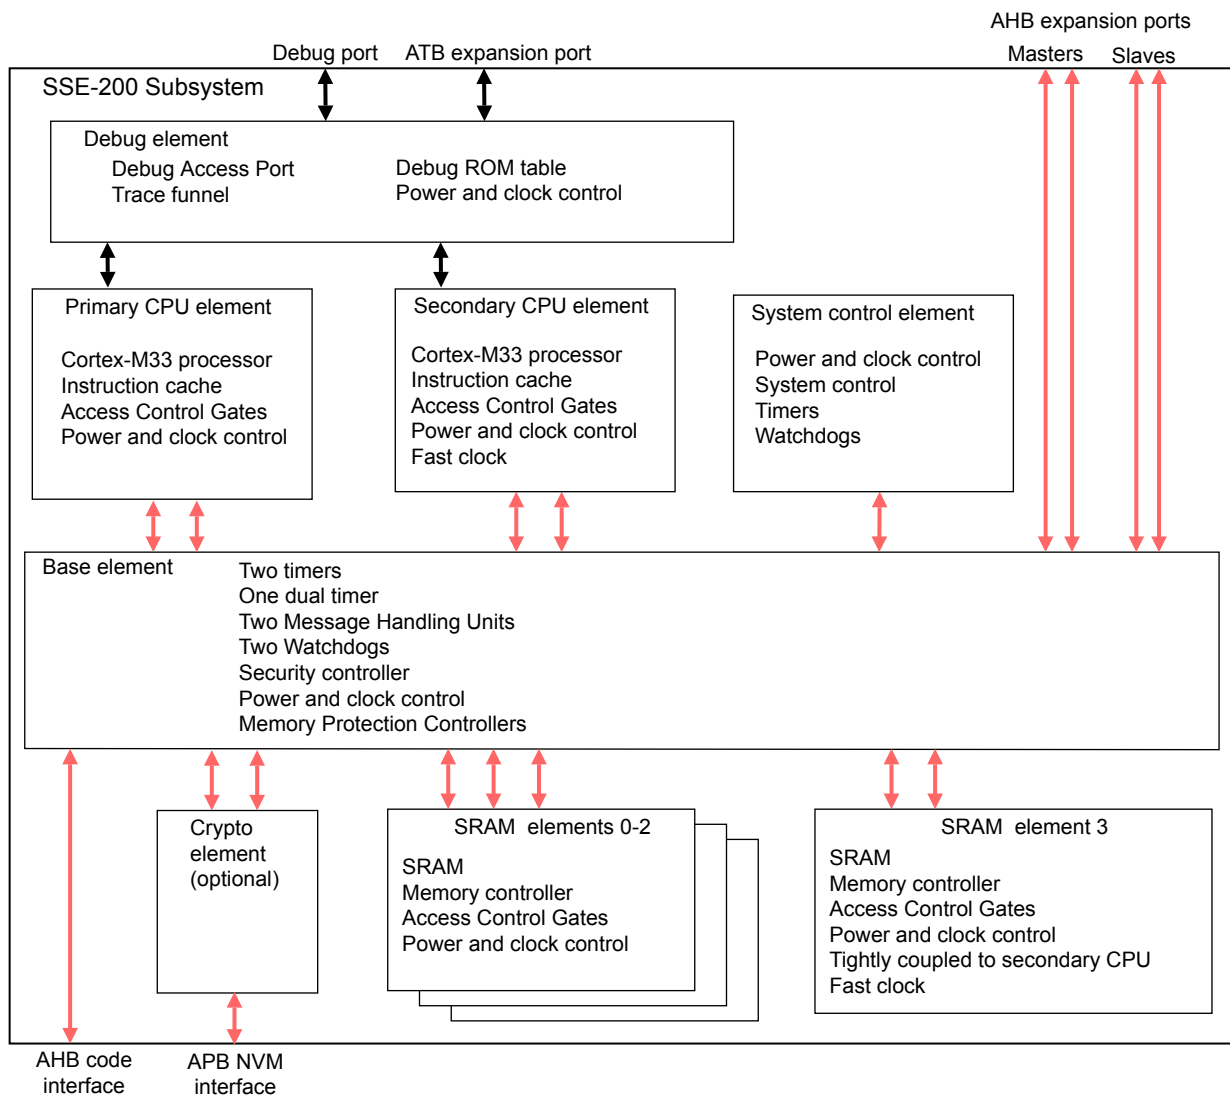 AHB expansion ports
Debug port
ATB expansion port
Masters
Slaves
SSE-200 Subsystem
Debug element
Debug Access Port
Trace funnel
Debug ROM table
Power and clock control
Primary CPU element
Cortex-M33 processor
Instruction cache
Access Control Gates
Power and clock control
Secondary CPU element
Cortex-M33 processor
Instruction cache
Access Control Gates
Power and clock control
Fast clock
System control element
Power and clock control
System control
Timers
Watchdogs
Base element
Two timers
One dual timer
Two Message Handling Units
Two Watchdogs
Security controller
Power and clock control
Memory Protection Controllers
Crypto
element
(optional)
SRAM elements 0-2
SRAM
Memory controller
Access Control Gates
Power and clock control
SRAM element 3
SRAM
Memory controller
Access Control Gates
Power and clock control
Tightly coupled to secondary CPU
Fast clock
AHB code
interface
APB NVM
interface